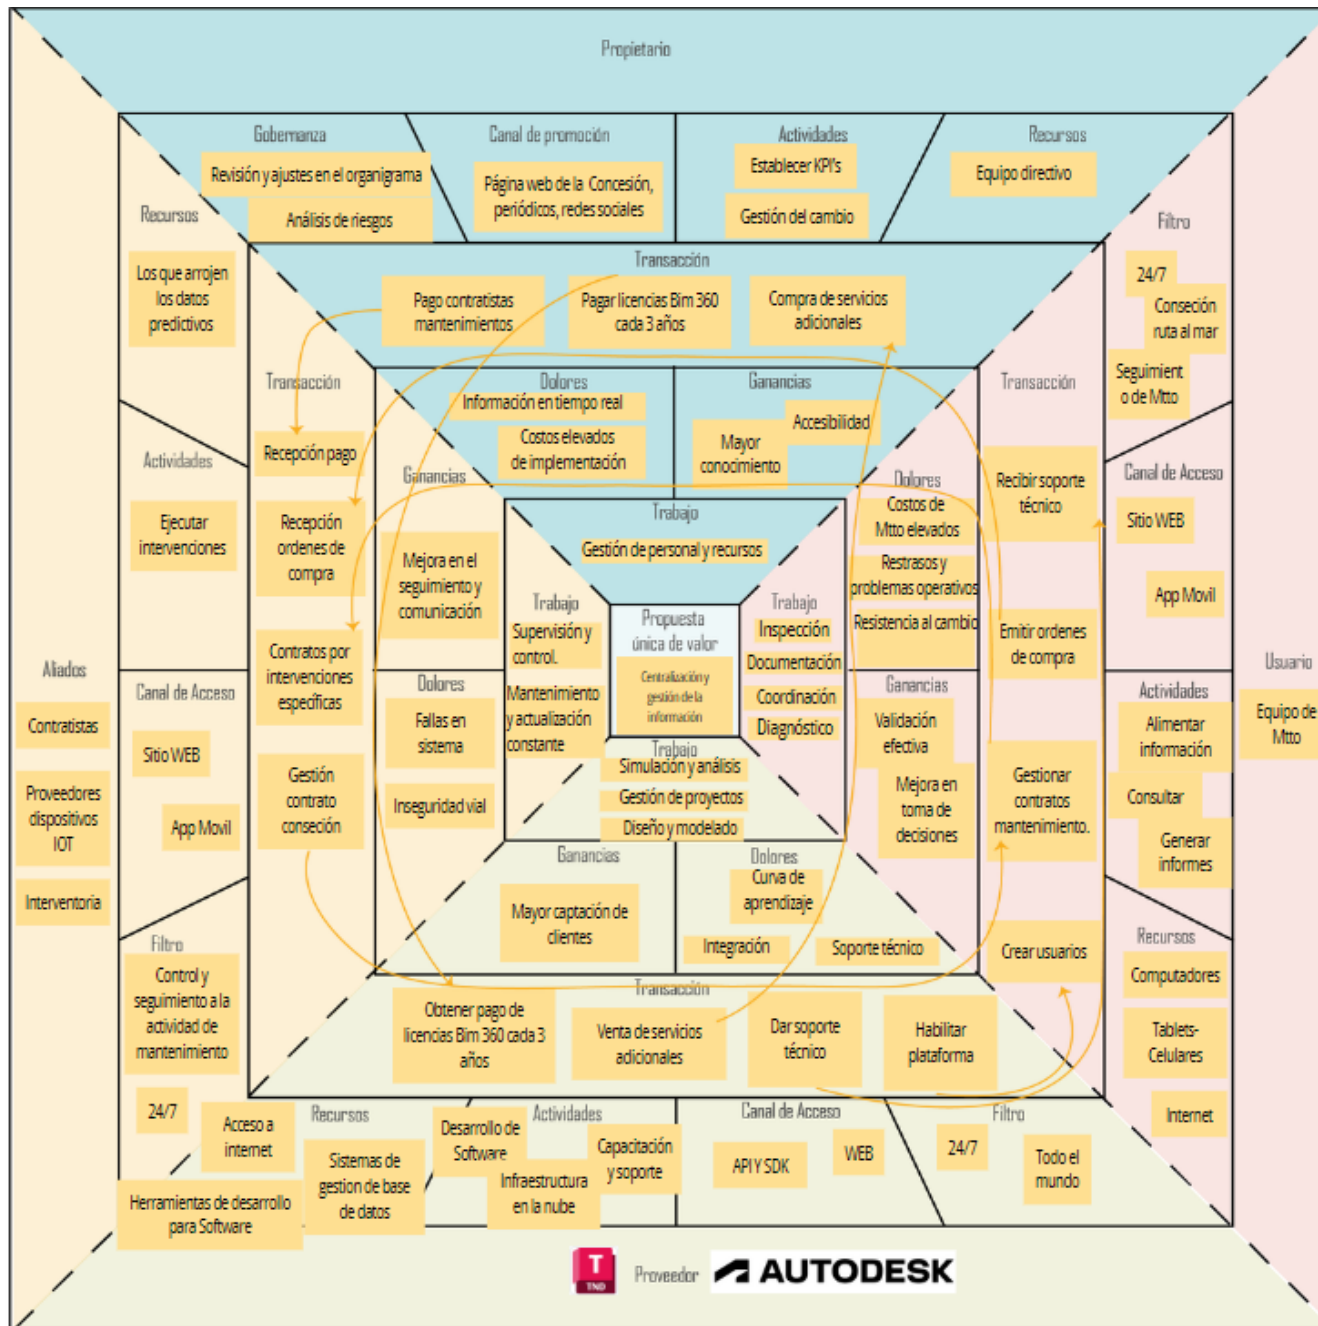 Propietario
Gobernanza
Revisión y ajustes en el organigrama
Análisis de riesgos
Canal de promoción
Página web de la Concesión,
periódicos, redes sociales
Actividades
Establecer KPI's
Gestión del cambio
Recursos
Equipo directivo
Transacción
Pago contratistas
mantenimientos
Pagar licencias Bim 360
cada 3 años
Compra de servicios
adicionales
Dolores
Información en tiempo real
Costos elevados
de implementación
Ganancias
Accesibilidad
Mayor
conocimiento
Trabajo
Gestión de personal y recursos
Aliados
Contratistas
Proveedores
dispositivos
IOT
Interventoria
Recursos
Los que arrojen
los datos
predictivos
Actividades
Ejecutar
intervenciones
Canal de Acceso
Sitio WEB
App Movil
Filtro
Control y
seguimiento a la
actividad de
mantenimiento
24/7
Transacción
Recepción pago
Recepción
ordenes de
compra
Contratos por
intervenciones
específicas
Gestión
contrato
conseción
Ganancias
Mejora en el
seguimiento y
comunicación
Dolores
Fallas en
sistema
Inseguridad vial
Trabajo
Supervisión y
control.
Mantenimiento
y actualización
constante
Propuesta
única de valor
Centralización y
gestión de la
información
Trabajo
Inspección
Documentación
Coordinación
Diagnóstico
Dolores
Costos de
Mtto elevados
Restrasos y
problemas operativos
Resistencia al cambio
Ganancias
Validación
efectiva
Mejora en
toma de
decisiones
Transacción
Recibir soporte
técnico
Emitir ordenes
de compra
Gestionar
contratos
mantenimiento.
Crear usuarios
Filtro
24/7
Conseción
ruta al mar
Seguimient
o de Mtto
Canal de Acceso
Sitio WEB
App Movil
Actividades
Alimentar
información
Consultar
Generar
informes
Recursos
Computadores
Tablets-
Celulares
Internet
Usuario
Equipo de
Mtto
Trabajo
Simulación y análisis
Gestión de proyectos
Diseño y modelado
Ganancias
Mayor captación de
clientes
Dolores
Curva de
aprendizaje
Integración
Soporte técnico
Transacción
Obtener pago de
licencias Bim 360 cada 3
años
Venta de servicios
adicionales
Dar soporte
técnico
Habilitar
plataforma
Recursos
Acceso a
internet
Sistemas de
gestion de base
de datos
Herramientas de desarrollo
para Software
Actividades
Desarrollo de
Software
Capacitación
y soporte
Infraestructura
en la nube
Canal de Acceso
API Y SDK
WEB
Filtro
24/7
Todo el
mundo
T
TND
Proveedor
AUTODESK